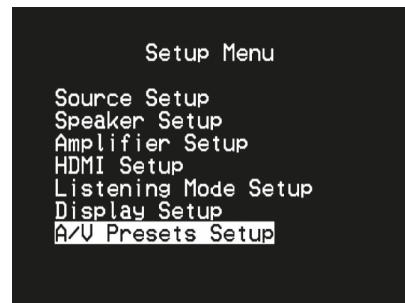 Setup Menu
Source Setup
Speaker Setup
Amplifier Setup
HDMI Setup
Listening Mode Setup
Display Setup
A/V Presets Setup